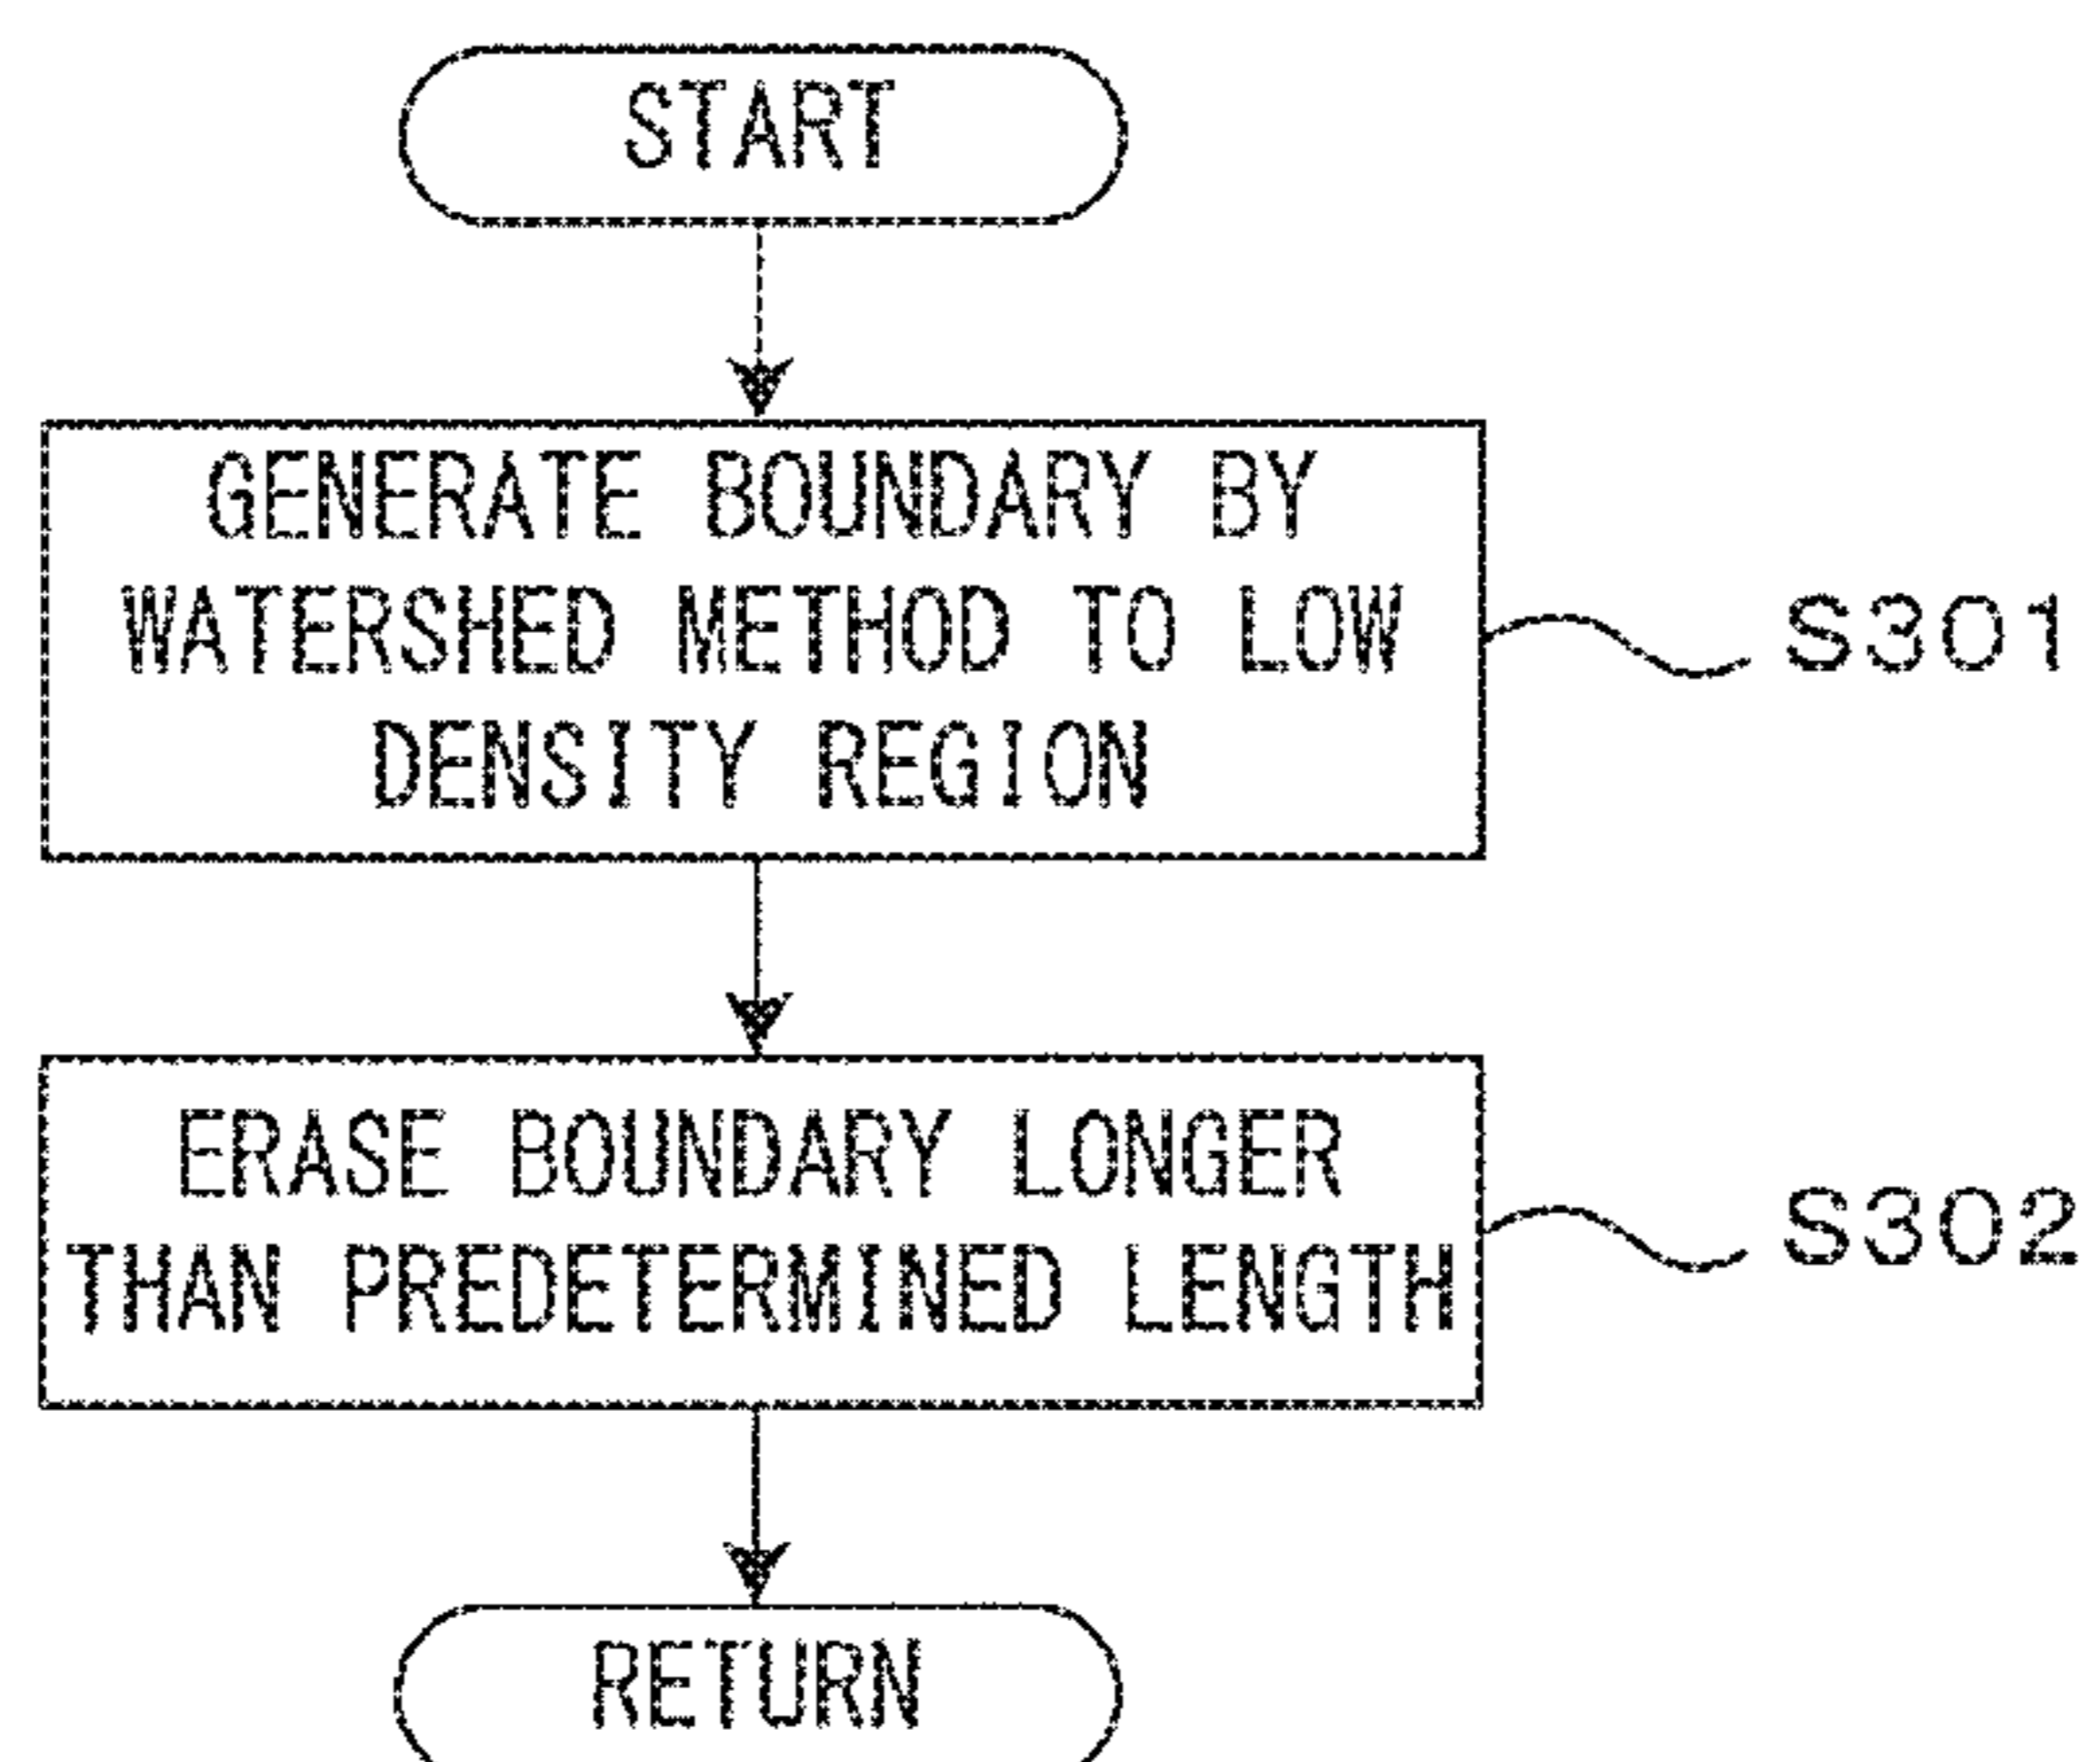 START
GENERATE BOUNDARY BY
WATERSHED METHOD TO LOW
DENSITY REGION
S301
ERASE BOUNDARY LONGER
THAN PREDETERMINED LENGTH
S302
RETURN